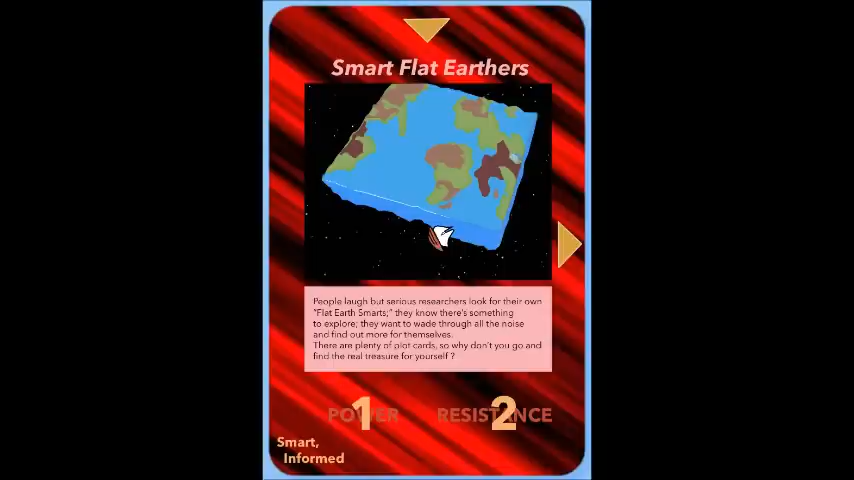 Smart Flat Earthers
People laugh but serious researchers look for their own
"Flat Earth Smarts;" they know there's something
to explore; they want to wade through all the noise
and find out more for themselves.
There are plenty of plot cards, so why don't you go and
find the real treasure for yourself ?
POWER 1 RESISTANCE 2
Smart,
Informed